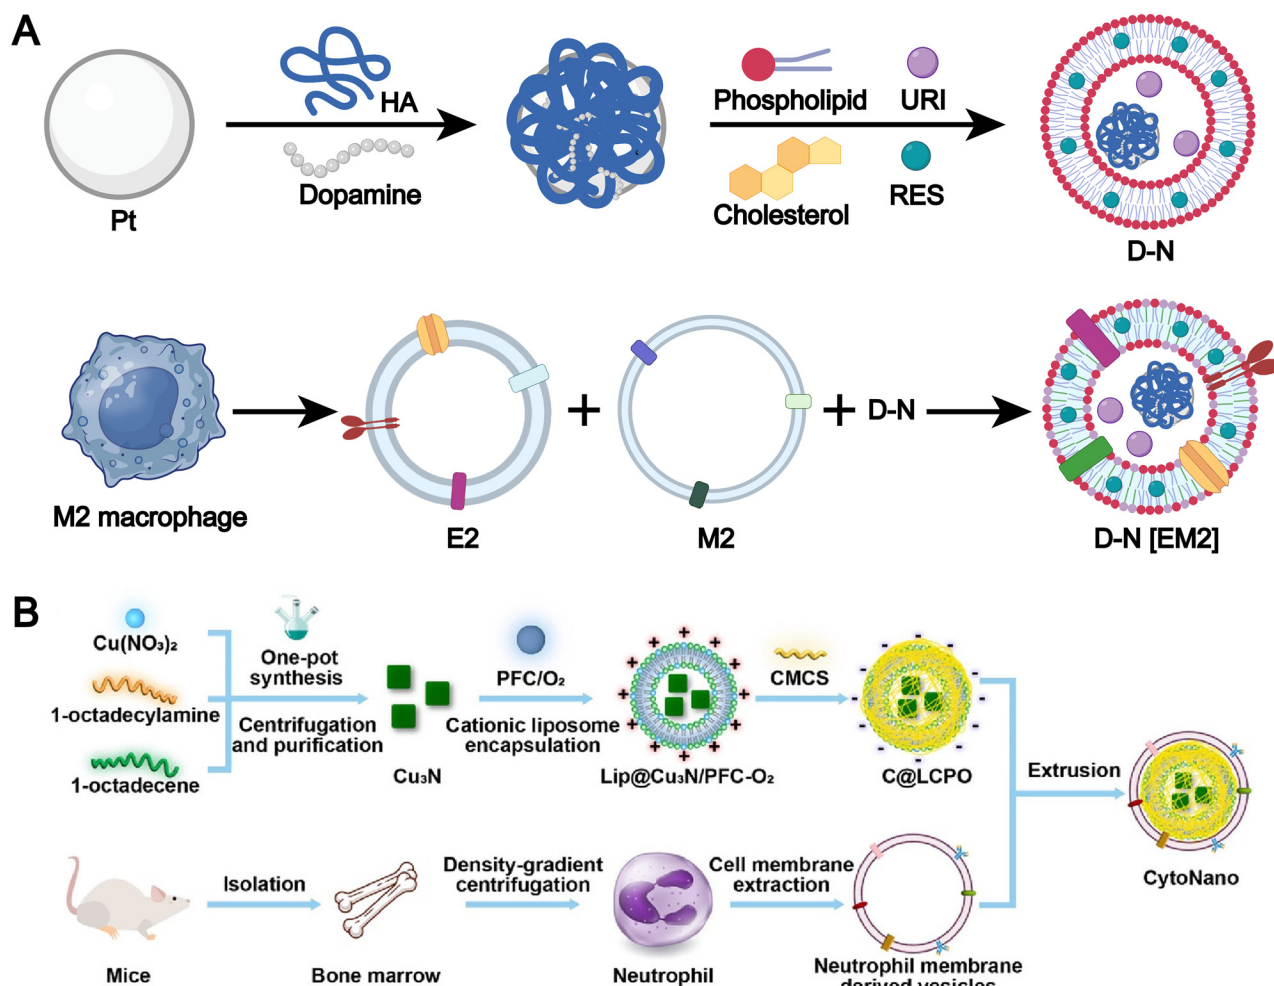 A
HA
Dopamine
Pt
Phospholipid
URI
Cholesterol
RES
D-N
M2 macrophage
E2
+
M2
+
D-N
D-N [EM2]
B
Cu(NO₃)₂
1-octadecylamine
1-octadecene
One-pot
synthesis
Centrifugation
and purification
Cu₃N
PFC/O₂
Cationic liposome
encapsulation
Lip@Cu₃N/PFC-O₂
CMCS
C@LCPO
Extrusion
CytoNano
Mice
Isolation
Bone marrow
Density-gradient
centrifugation
Neutrophil
Cell membrane
extraction
Neutrophil membrane
derived vesicles